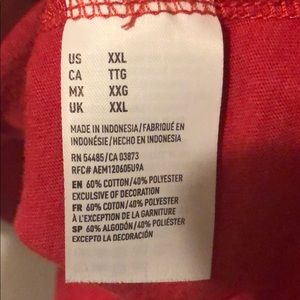 US XXL
CA TTG
MX XXG
UK XXL
MADE IN INDONESIA/FABRIQUÉ EN
INDONÉSIE/HECHO EN INDONESIA
RN 54485/CA 03873
RFC# AEM12060SU9A
EN 60% COTTON/40% POLYESTER
EXCULSIVE OF DECORATION
FR 60% COTON/40% POLYESTER
À L'EXCEPTION DE LA GARNITURE
SP 60% ALGODÓN/40% POLIÉSTER
EXCEPTO LA DECORACIÓN